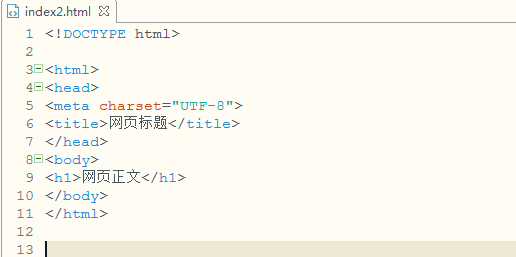 index2.html
1 <!DOCTYPE html>
2
3 <html>
4 <head>
5 <meta charset="UTF-8">
6 <title>网页标题</title>
7 </head>
8 <body>
9 <h1>网页正文</h1>
10 </body>
11 </html>
12
13